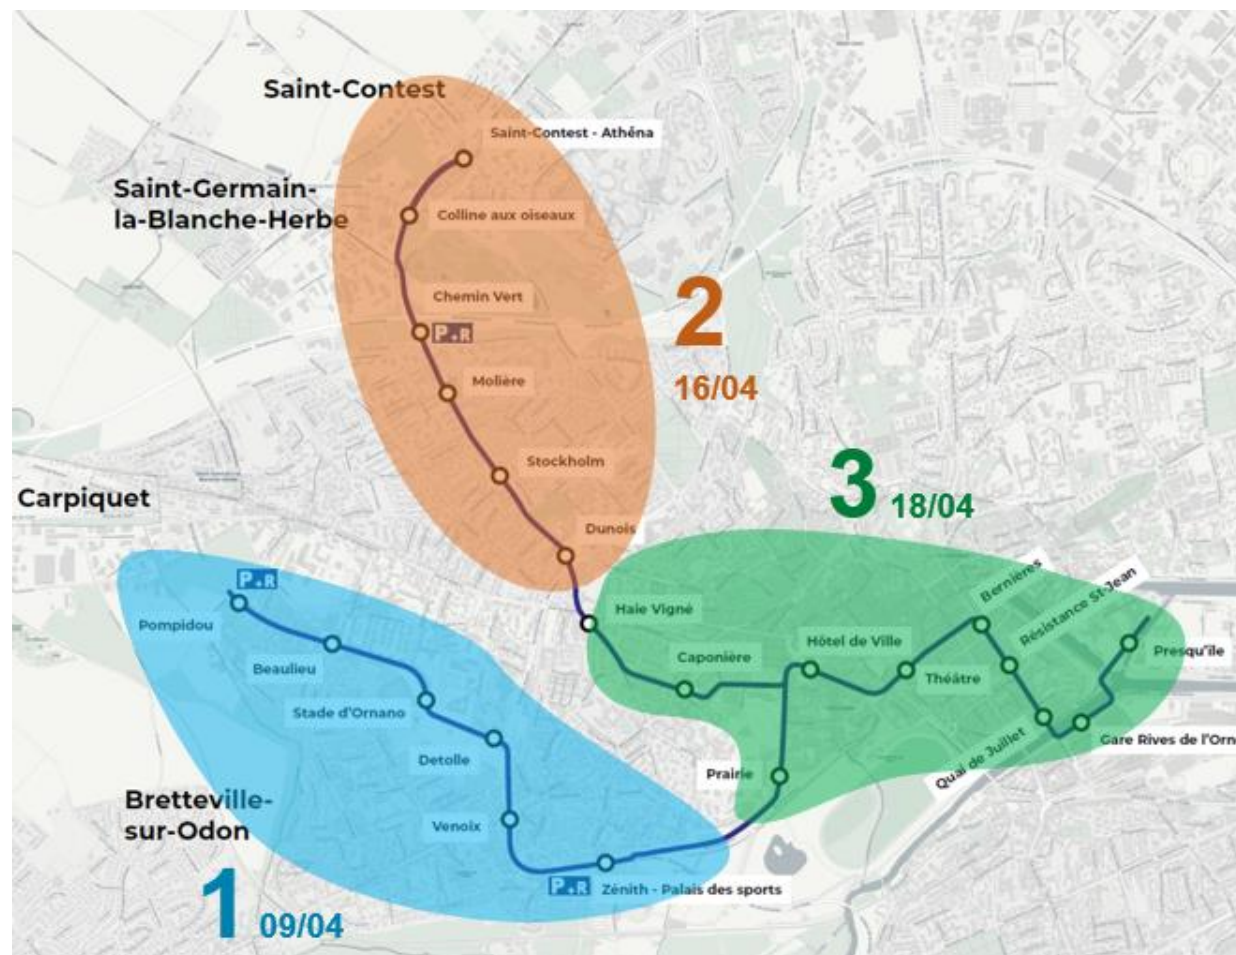 Saint-Contest
Saint-Contest - Athéna
Saint-Germain-
la-Blanche-Herbe
Colline aux oiseaux
Chemin Vert
P+R
2
16/04
Molière
Stockholm
3 18/04
Carpiquet
Dunois
P+R
Pompidou
Beaulieu
Stade d'Ornano
Detolle
Venoix
Haie Vigné
Caponière
Hôtel de Ville
Théâtre
Bernières
Résistance St-Jean
Presqu'île
Quai de Juillet
Gare Rives de l'Orn
Prairie
Bretteville-
sur-Odon
P+R Zénith - Palais des sports
1 09/04